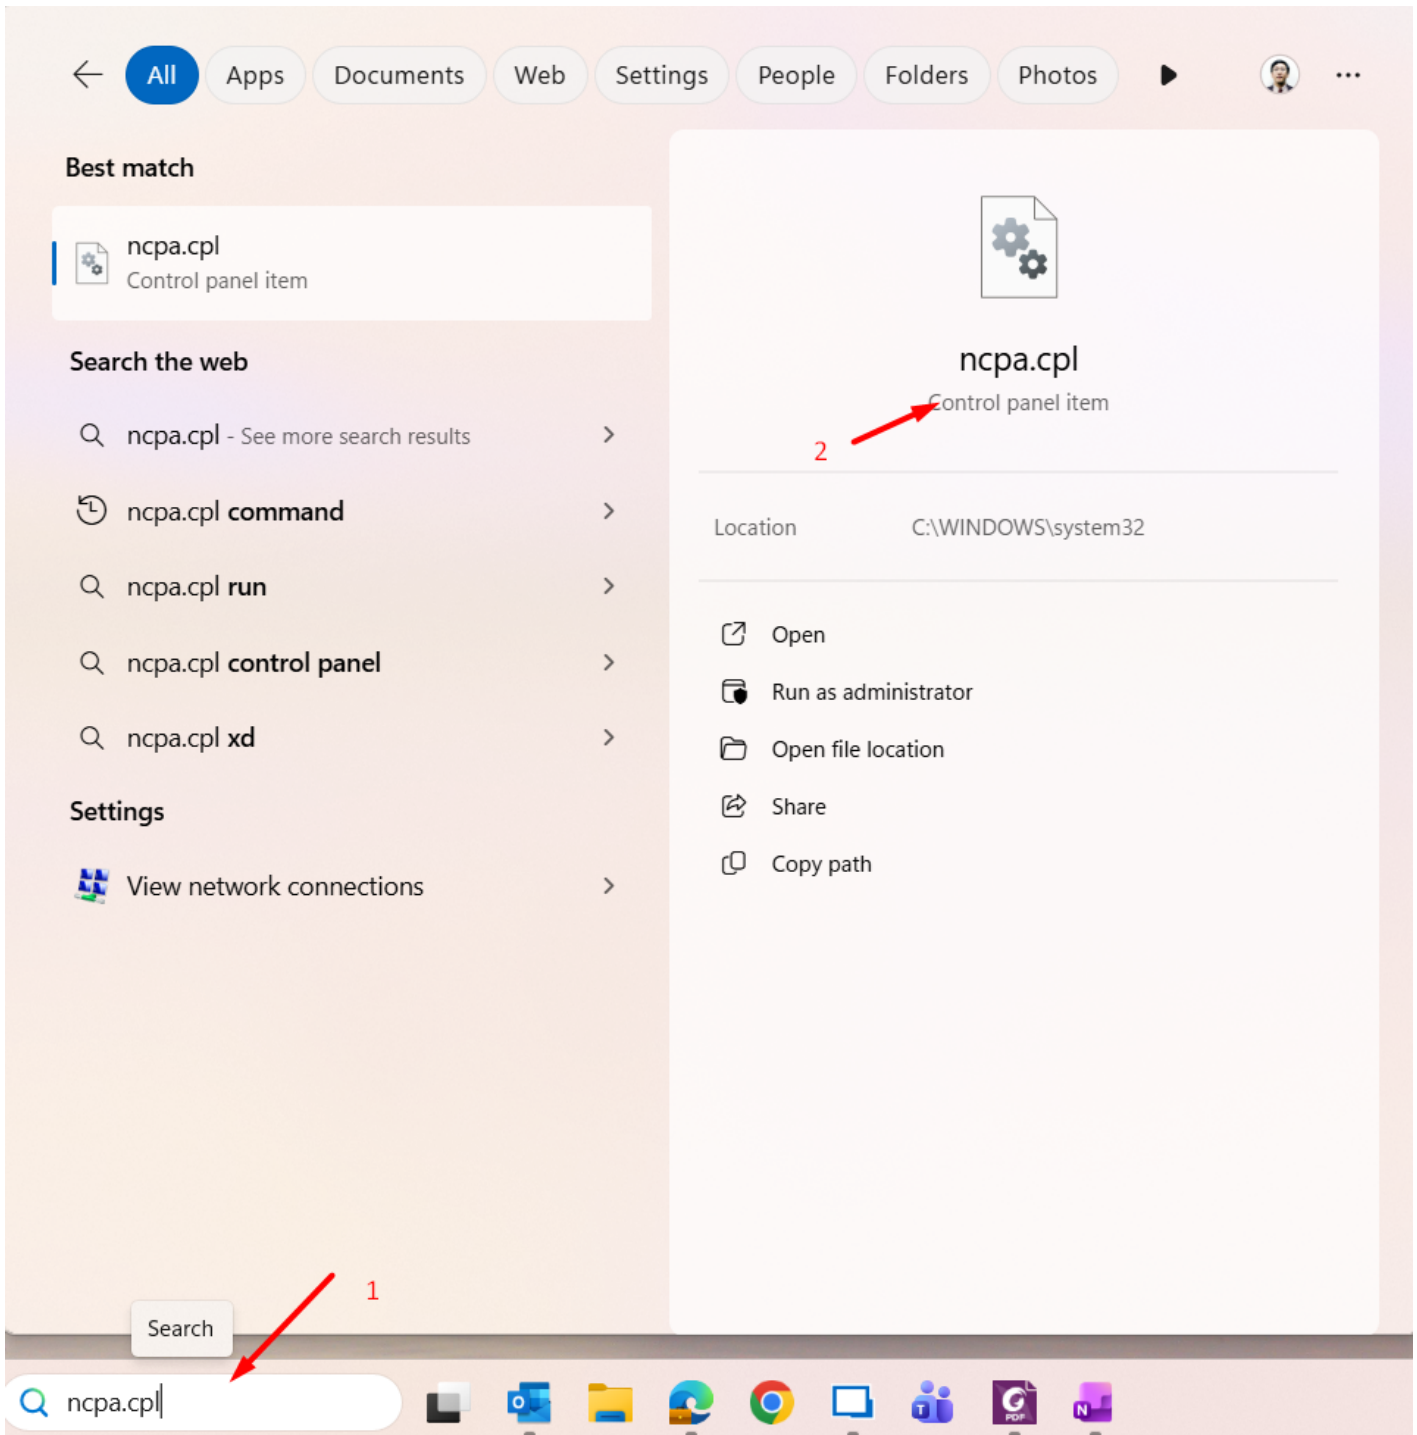 All Apps Documents Web Settings People Folders Photos
Best match
ncpa.cpl
Control panel item
Search the web
ncpa.cpl - See more search results
ncpa.cpl command
ncpa.cpl run
ncpa.cpl control panel
ncpa.cpl xd
Settings
View network connections
ncpa.cpl
Control panel item
2
Location C:\WINDOWS\system32
Open
Run as administrator
Open file location
Share
Copy path
1
Search
ncpa.cpl
O
T
G
PDF
N